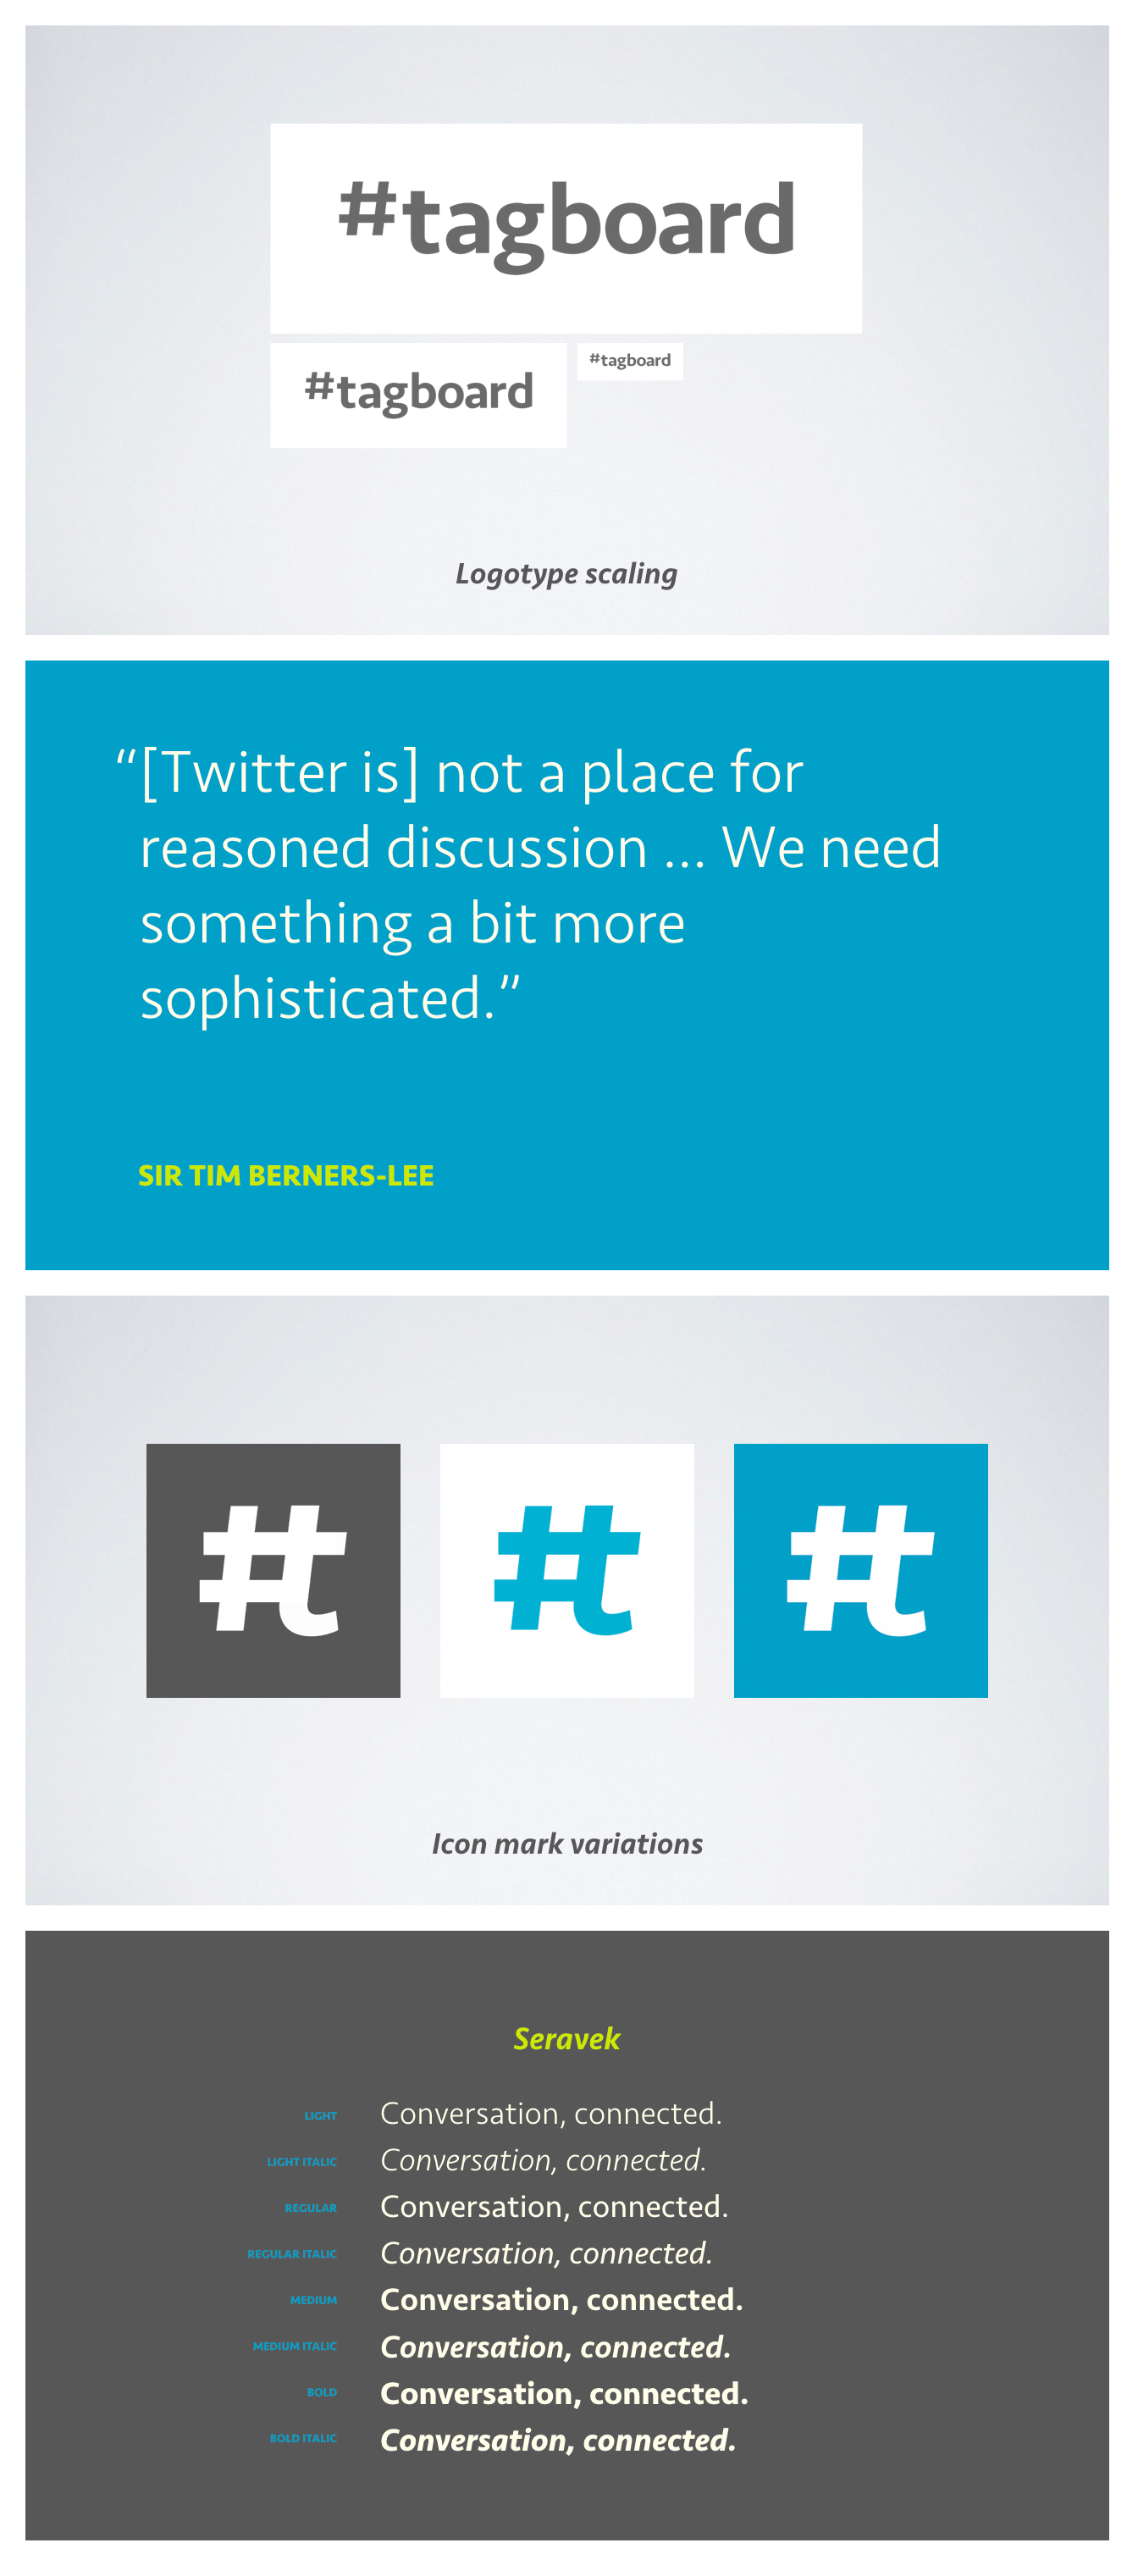 #tagboard
#tagboard
#tagboard
Logotype scaling
“[Twitter is] not a place for
reasoned discussion ... We need
something a bit more
sophisticated.”
SIR TIM BERNERS-LEE
#t #t #t
Icon mark variations
Seravek
LIGHT Conversation, connected.
LIGHT ITALIC Conversation, connected.
REGULAR Conversation, connected.
REGULAR ITALIC Conversation, connected.
MEDIUM Conversation, connected.
MEDIUM ITALIC Conversation, connected.
BOLD Conversation, connected.
BOLD ITALIC Conversation, connected.